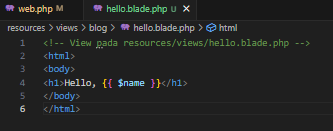 web.php M
hello.blade.php U
resources > views > blog > hello.blade.php > html
1 <!-- View pada resources/views/hello.blade.php -->
2 <html>
3 <body>
4 <h1>Hello, {{ $name }}</h1>
5 </body>
6 </html>